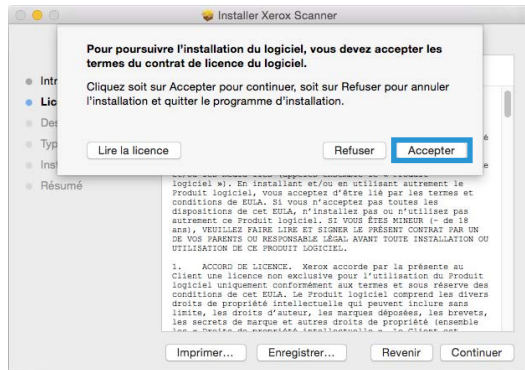 Installer Xerox Scanner
Pour poursuivre l'installation du logiciel, vous devez accepter les
termes du contrat de licence du logiciel.
Cliquez soit sur Accepter pour continuer, soit sur Refuser pour annuler
l'installation et quitter le programme d'installation.
Lire la licence
Refuser
Accepter
Intr
Lic
Des
Typ
Inst
Résumé
logiciel »). En installant et/ou en utilisant autrement le
Produit logiciel, vous acceptez d'être lié par les termes et
conditions de EULA. Si vous n'acceptez pas toutes les
dispositions de cet EULA, n'installez pas ou n'utilisez pas
autrement ce Produit logiciel. SI VOUS ÊTES MINEUR (- de 18
ans), VEUILLEZ FAIRE LIRE ET SIGNER LE PRÉSENT CONTRAT PAR UN
DE VOS PARENTS OU RESPONSABLE LÉGAL AVANT TOUTE INSTALLATION OU
UTILISATION DE CE PRODUIT LOGICIEL.
1. ACCORD DE LICENCE. Xerox accorde par la présente au
Client une licence non exclusive pour l'utilisation du Produit
logiciel uniquement conformément aux termes et sous réserve des
conditions de cet EULA. Le Produit logiciel comprend les divers
droits de propriété intellectuelle qui peuvent inclure sans
limite, les droits d'auteur, les marques déposées, les brevets,
les secrets de marque et autres droits de propriété (ensemble
Imprimer...
Enregistrer...
Revenir
Continuer